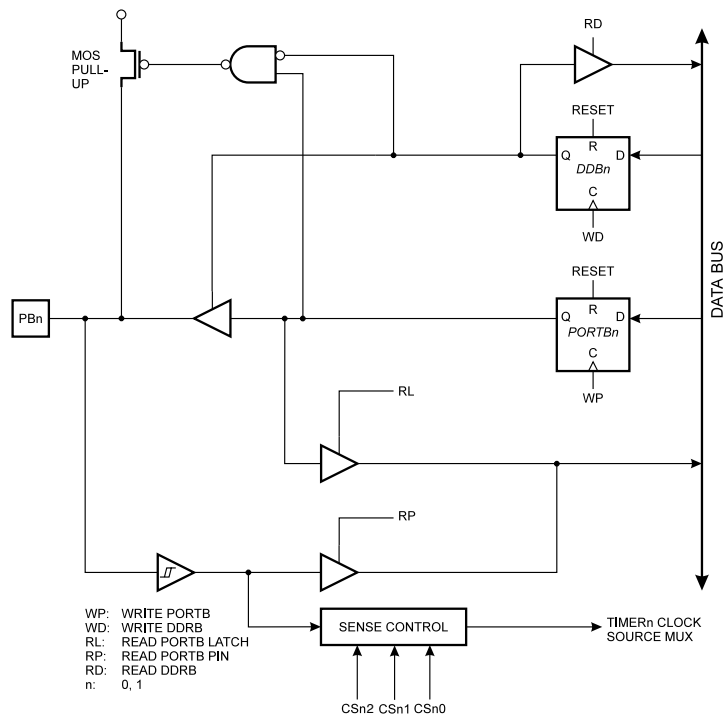 RD
MOS
PULL-
UP
RESET
R
Q
D
DDBn
C
WD
DATA BUS
RESET
PBn
R
Q
D
PORTBn
C
WP
RL
RP
WP: WRITE PORTB
WD: WRITE DDRB
RL: READ PORTB LATCH
RP: READ PORTB PIN
RD: READ DDRB
n: 0, 1
SENSE CONTROL
TIMERn CLOCK
SOURCE MUX
CSn2 CSn1 CSn0